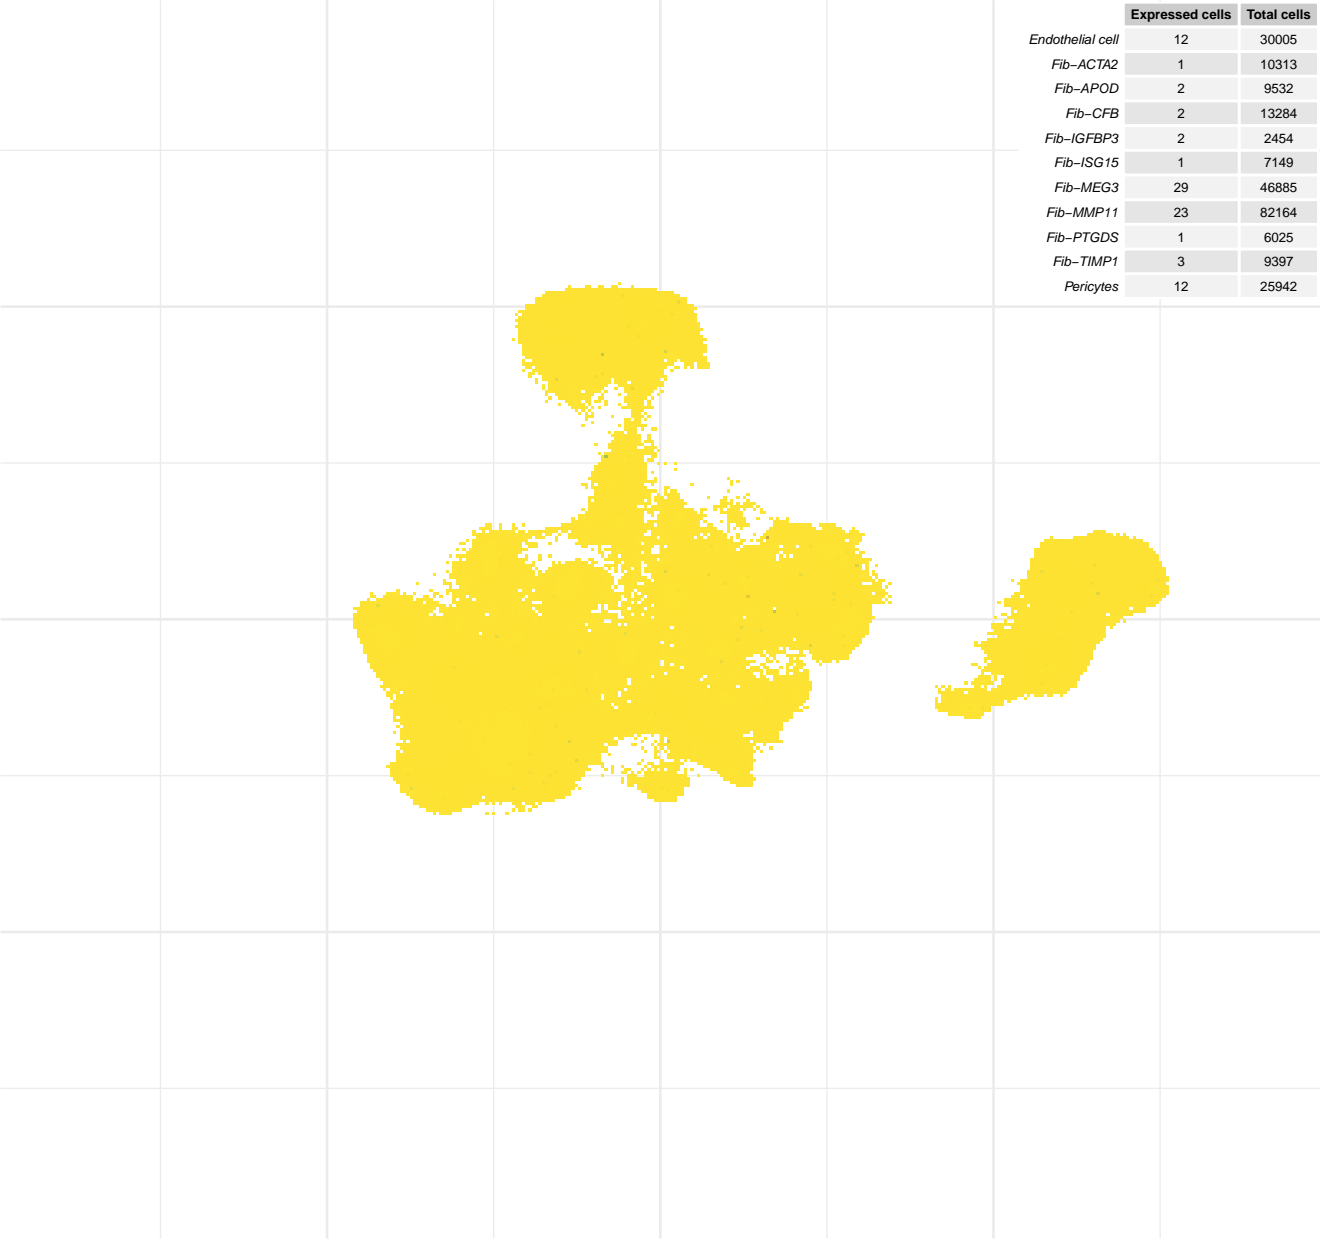 Expressed cells Total cells
Endothelial cell 12 30005
Fib−ACTA2 1 10313
Fib−APOD 2 9532
Fib−CFB 2 13284
Fib−IGFBP3 2 2454
Fib−ISG15 1 7149
Fib−MEG3 29 46885
Fib−MMP11 23 82164
Fib−PTGDS 1 6025
Fib−TIMP1 3 9397
Pericytes 12 25942